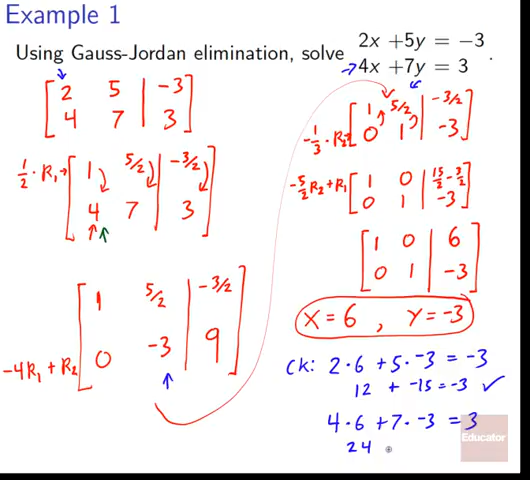 Example 1
Using Gauss-Jordan elimination, solve 2x +5y = −3
4x +7y = 3 .
2 5 | -3
4 7 | 3
1/2 · R₁→ 1 5/2 | -3/2
4 7 | 3
1 5/2 | -3/2
-4R₁ + R₂ 0 -3 | 9
1 5/2 | -3/2
-1/3 · R₂ 0 1 | -3
-5/2 R₂ + R₁ 1 0 | 15/2 - 3/2
0 1 | -3
1 0 | 6
0 1 | -3
X = 6 , Y = -3
CK: 2 · 6 + 5 · -3 = -3
12 + -15 = -3 ✓
4 · 6 + 7 · -3 = 3
24
Educator